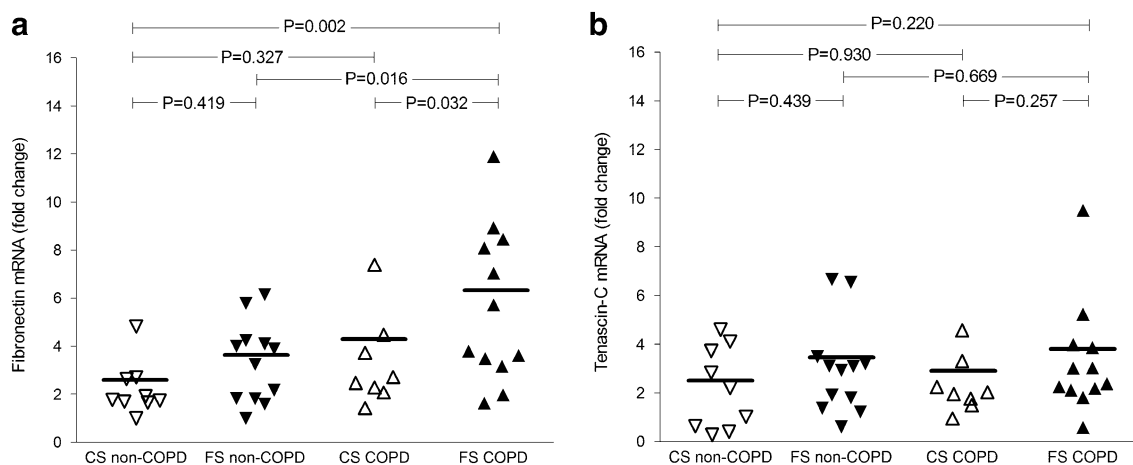 a
P=0.002
P=0.327
P=0.016
P=0.419
P=0.032
Fibronectin mRNA (fold change)
16
14
12
10
8
6
4
2
0
CS non-COPD
FS non-COPD
CS COPD
FS COPD
b
P=0.220
P=0.930
P=0.669
P=0.439
P=0.257
Tenascin-C mRNA (fold change)
16
14
12
10
8
6
4
2
0
CS non-COPD
FS non-COPD
CS COPD
FS COPD